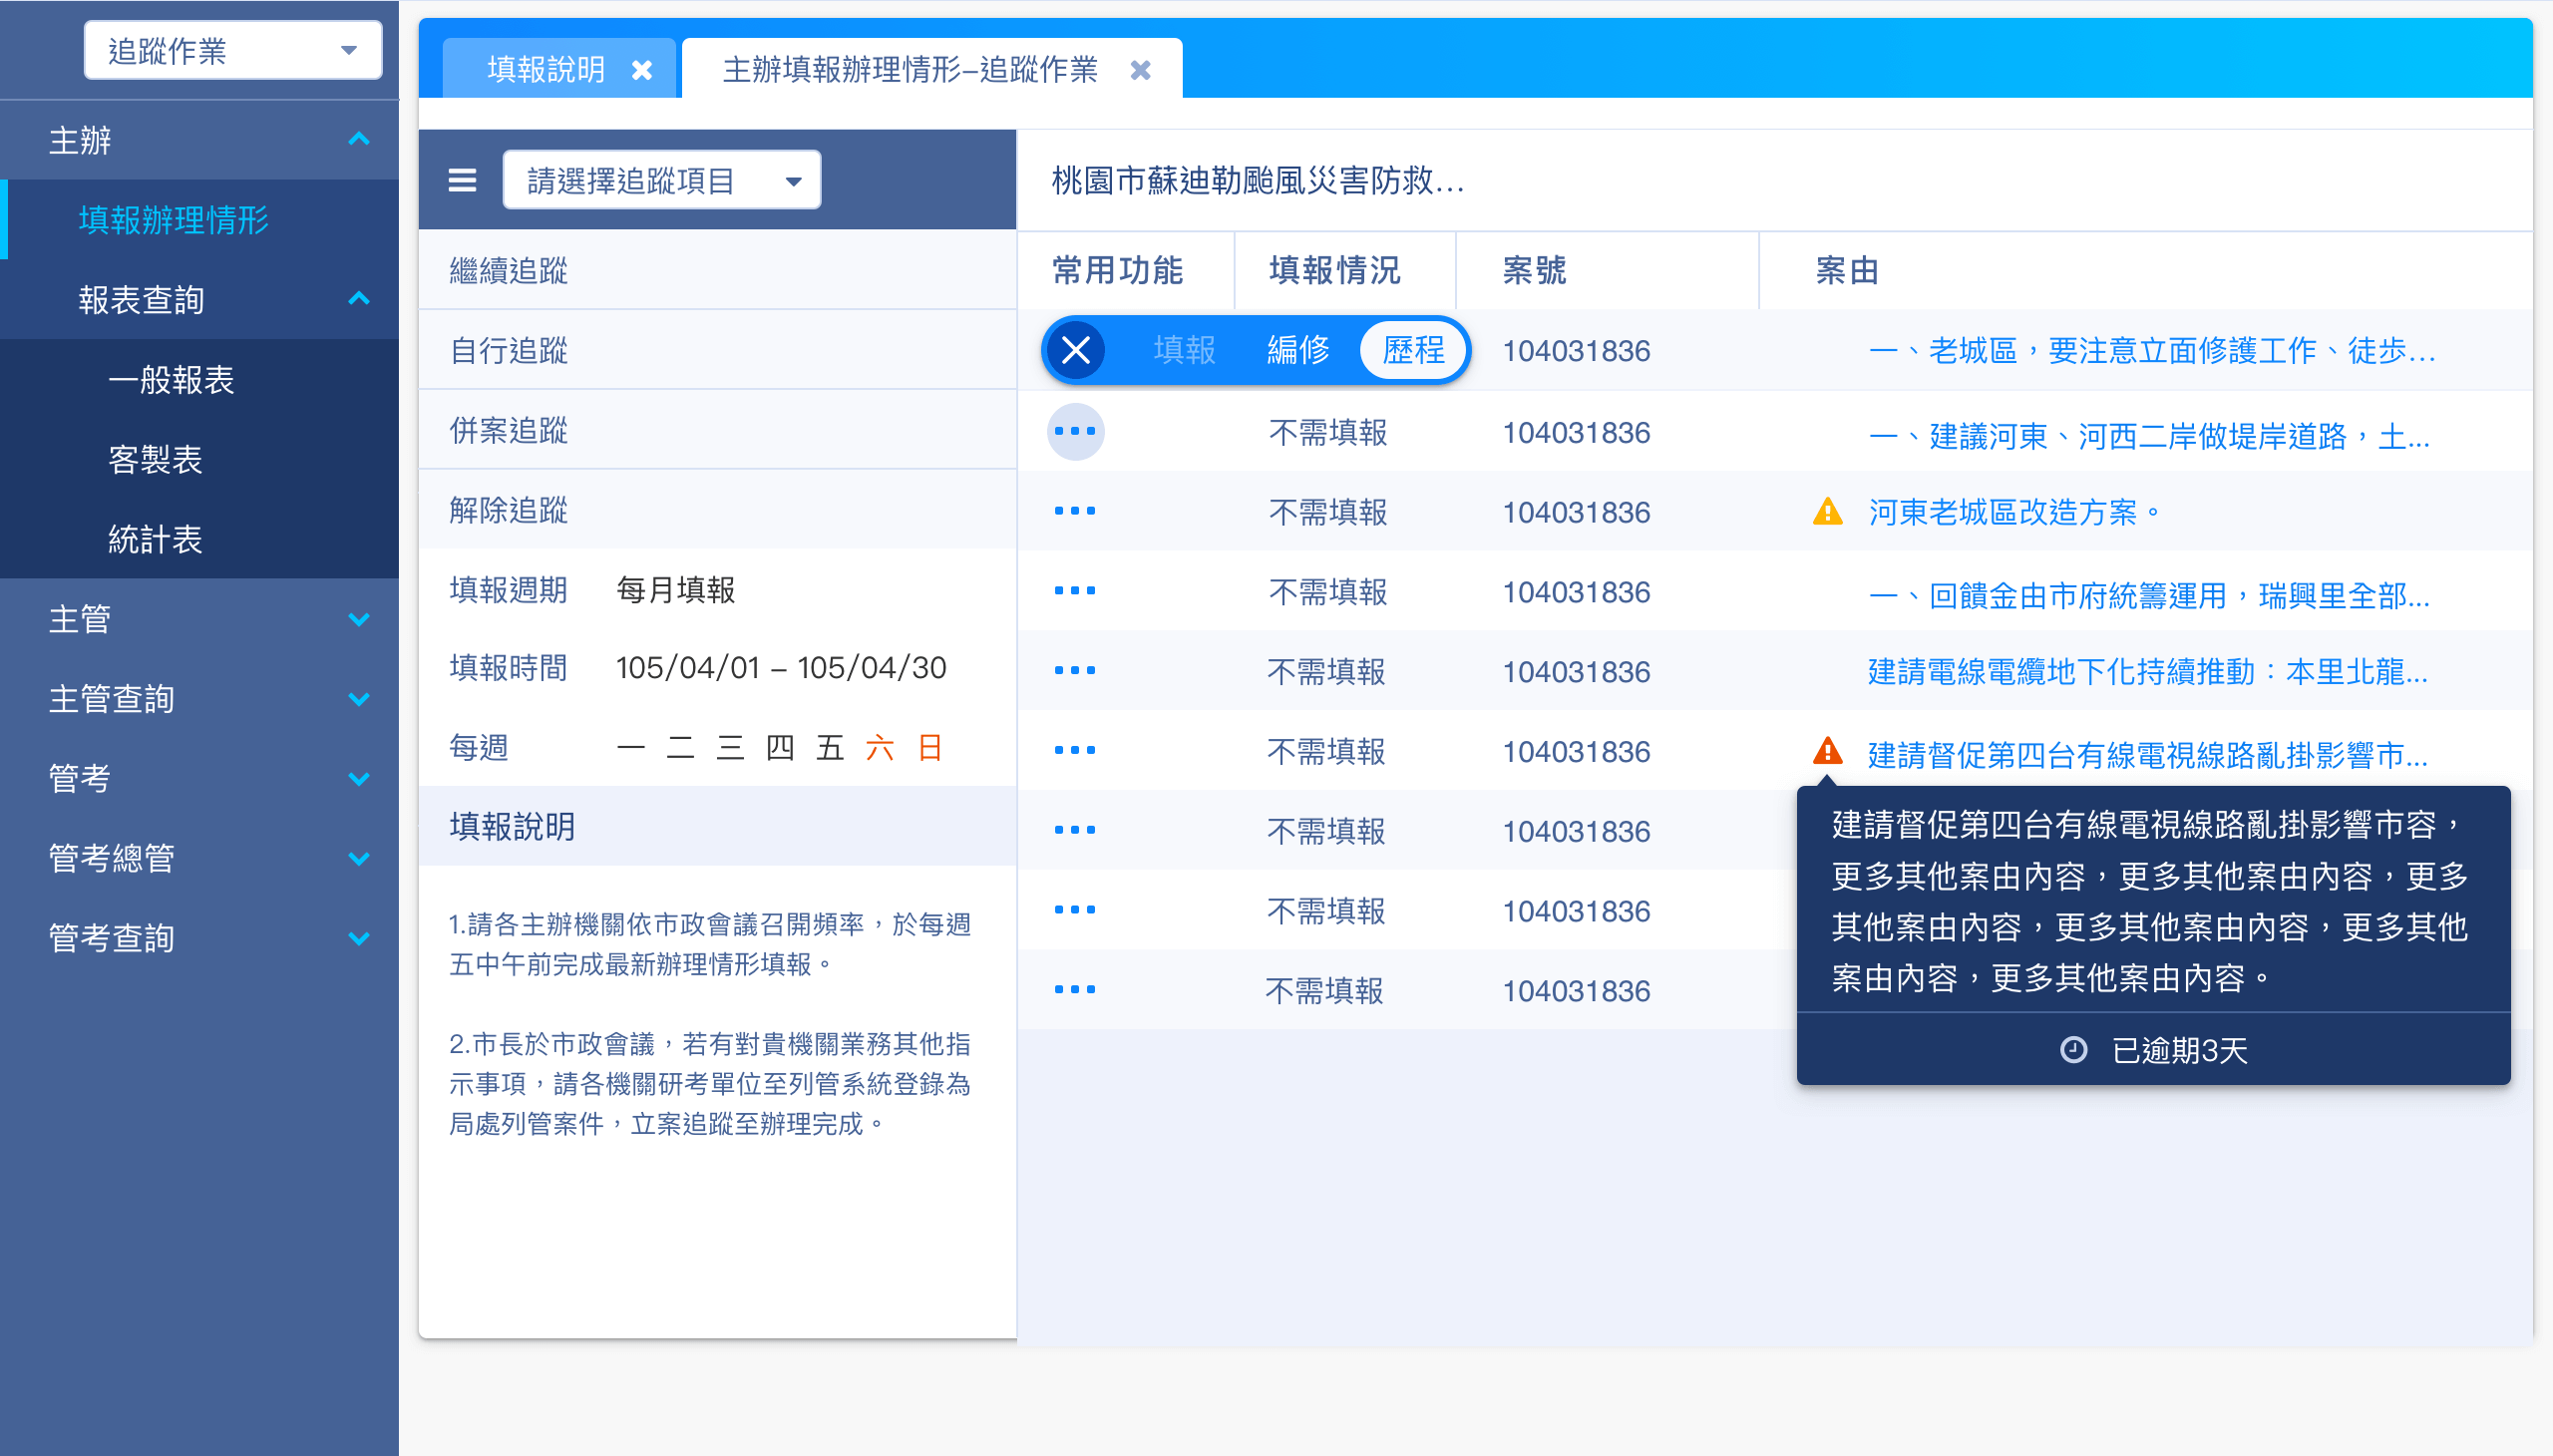 追蹤作業
主辦
填報辦理情形
報表查詢
一般報表
客製表
統計表
主管
主管查詢
管考
管考總管
管考查詢
填報說明
主辦填報辦理情形–追蹤作業
請選擇追蹤項目
繼續追蹤
自行追蹤
併案追蹤
解除追蹤
填報週期 每月填報
填報時間 105/04/01 – 105/04/30
每週 一 二 三 四 五 六 日
填報說明
1.請各主辦機關依市政會議召開頻率，於每週
五中午前完成最新辦理情形填報。
2.市長於市政會議，若有對貴機關業務其他指
示事項，請各機關研考單位至列管系統登錄為
局處列管案件，立案追蹤至辦理完成。
桃園市蘇迪勒颱風災害防救...
常用功能 填報情況 案號 案由
填報 編修 歷程 104031836 一、老城區，要注意立面修護工作、徒步...
不需填報 104031836 一、建議河東、河西二岸做堤岸道路，土...
不需填報 104031836 河東老城區改造方案。
不需填報 104031836 一、回饋金由市府統籌運用，瑞興里全部...
不需填報 104031836 建請電線電纜地下化持續推動：本里北龍...
不需填報 104031836 建請督促第四台有線電視線路亂掛影響市...
不需填報 104031836
不需填報 104031836
不需填報 104031836
建請督促第四台有線電視線路亂掛影響市容，
更多其他案由內容，更多其他案由內容，更多
其他案由內容，更多其他案由內容，更多其他
案由內容，更多其他案由內容。
已逾期3天